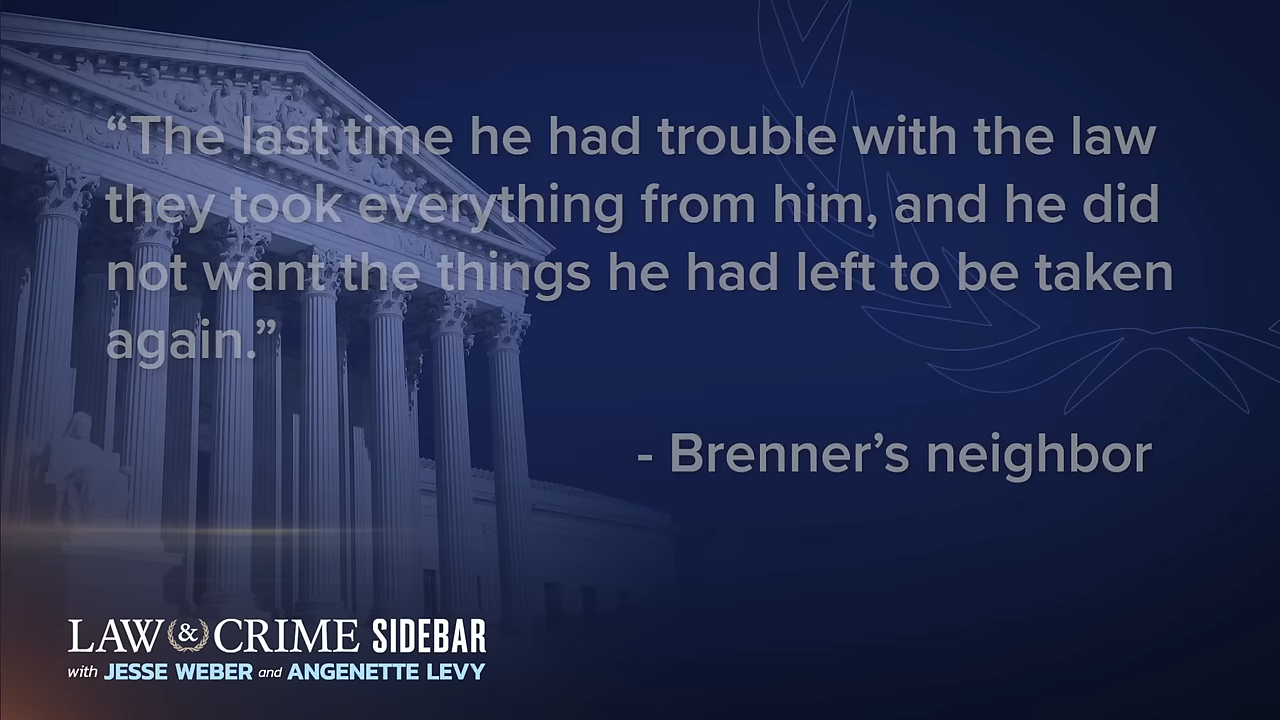 “The last time he had trouble with the law
they took everything from him, and he did
not want the things he had left to be taken
again.”
- Brenner’s neighbor
LAW & CRIME SIDEBAR
with JESSE WEBER and ANGENETTE LEVY